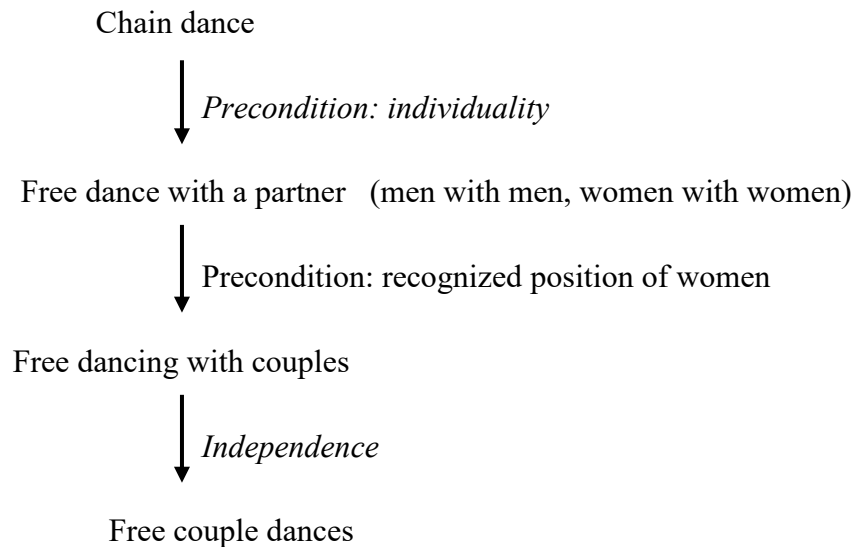 Chain dance
Precondition: individuality
Free dance with a partner (men with men, women with women)
Precondition: recognized position of women
Free dancing with couples
Independence
Free couple dances